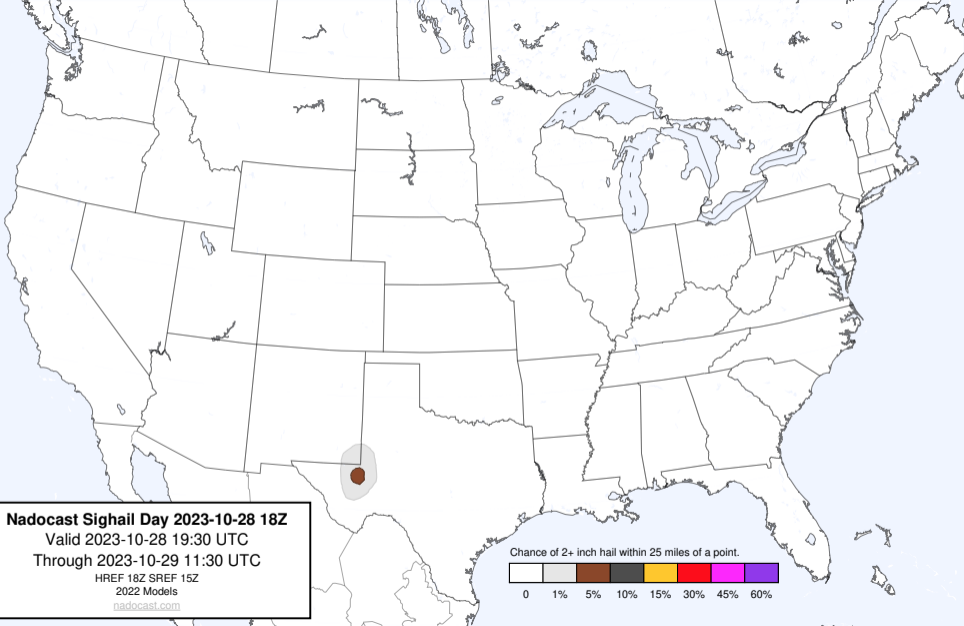 Nadocast Sighail Day 2023-10-28 18Z
Valid 2023-10-28 19:30 UTC
Through 2023-10-29 11:30 UTC
HREF 18Z SREF 15Z
2022 Models
nadocast.com
Chance of 2+ inch hail within 25 miles of a point.
0 1% 5% 10% 15% 30% 45% 60%